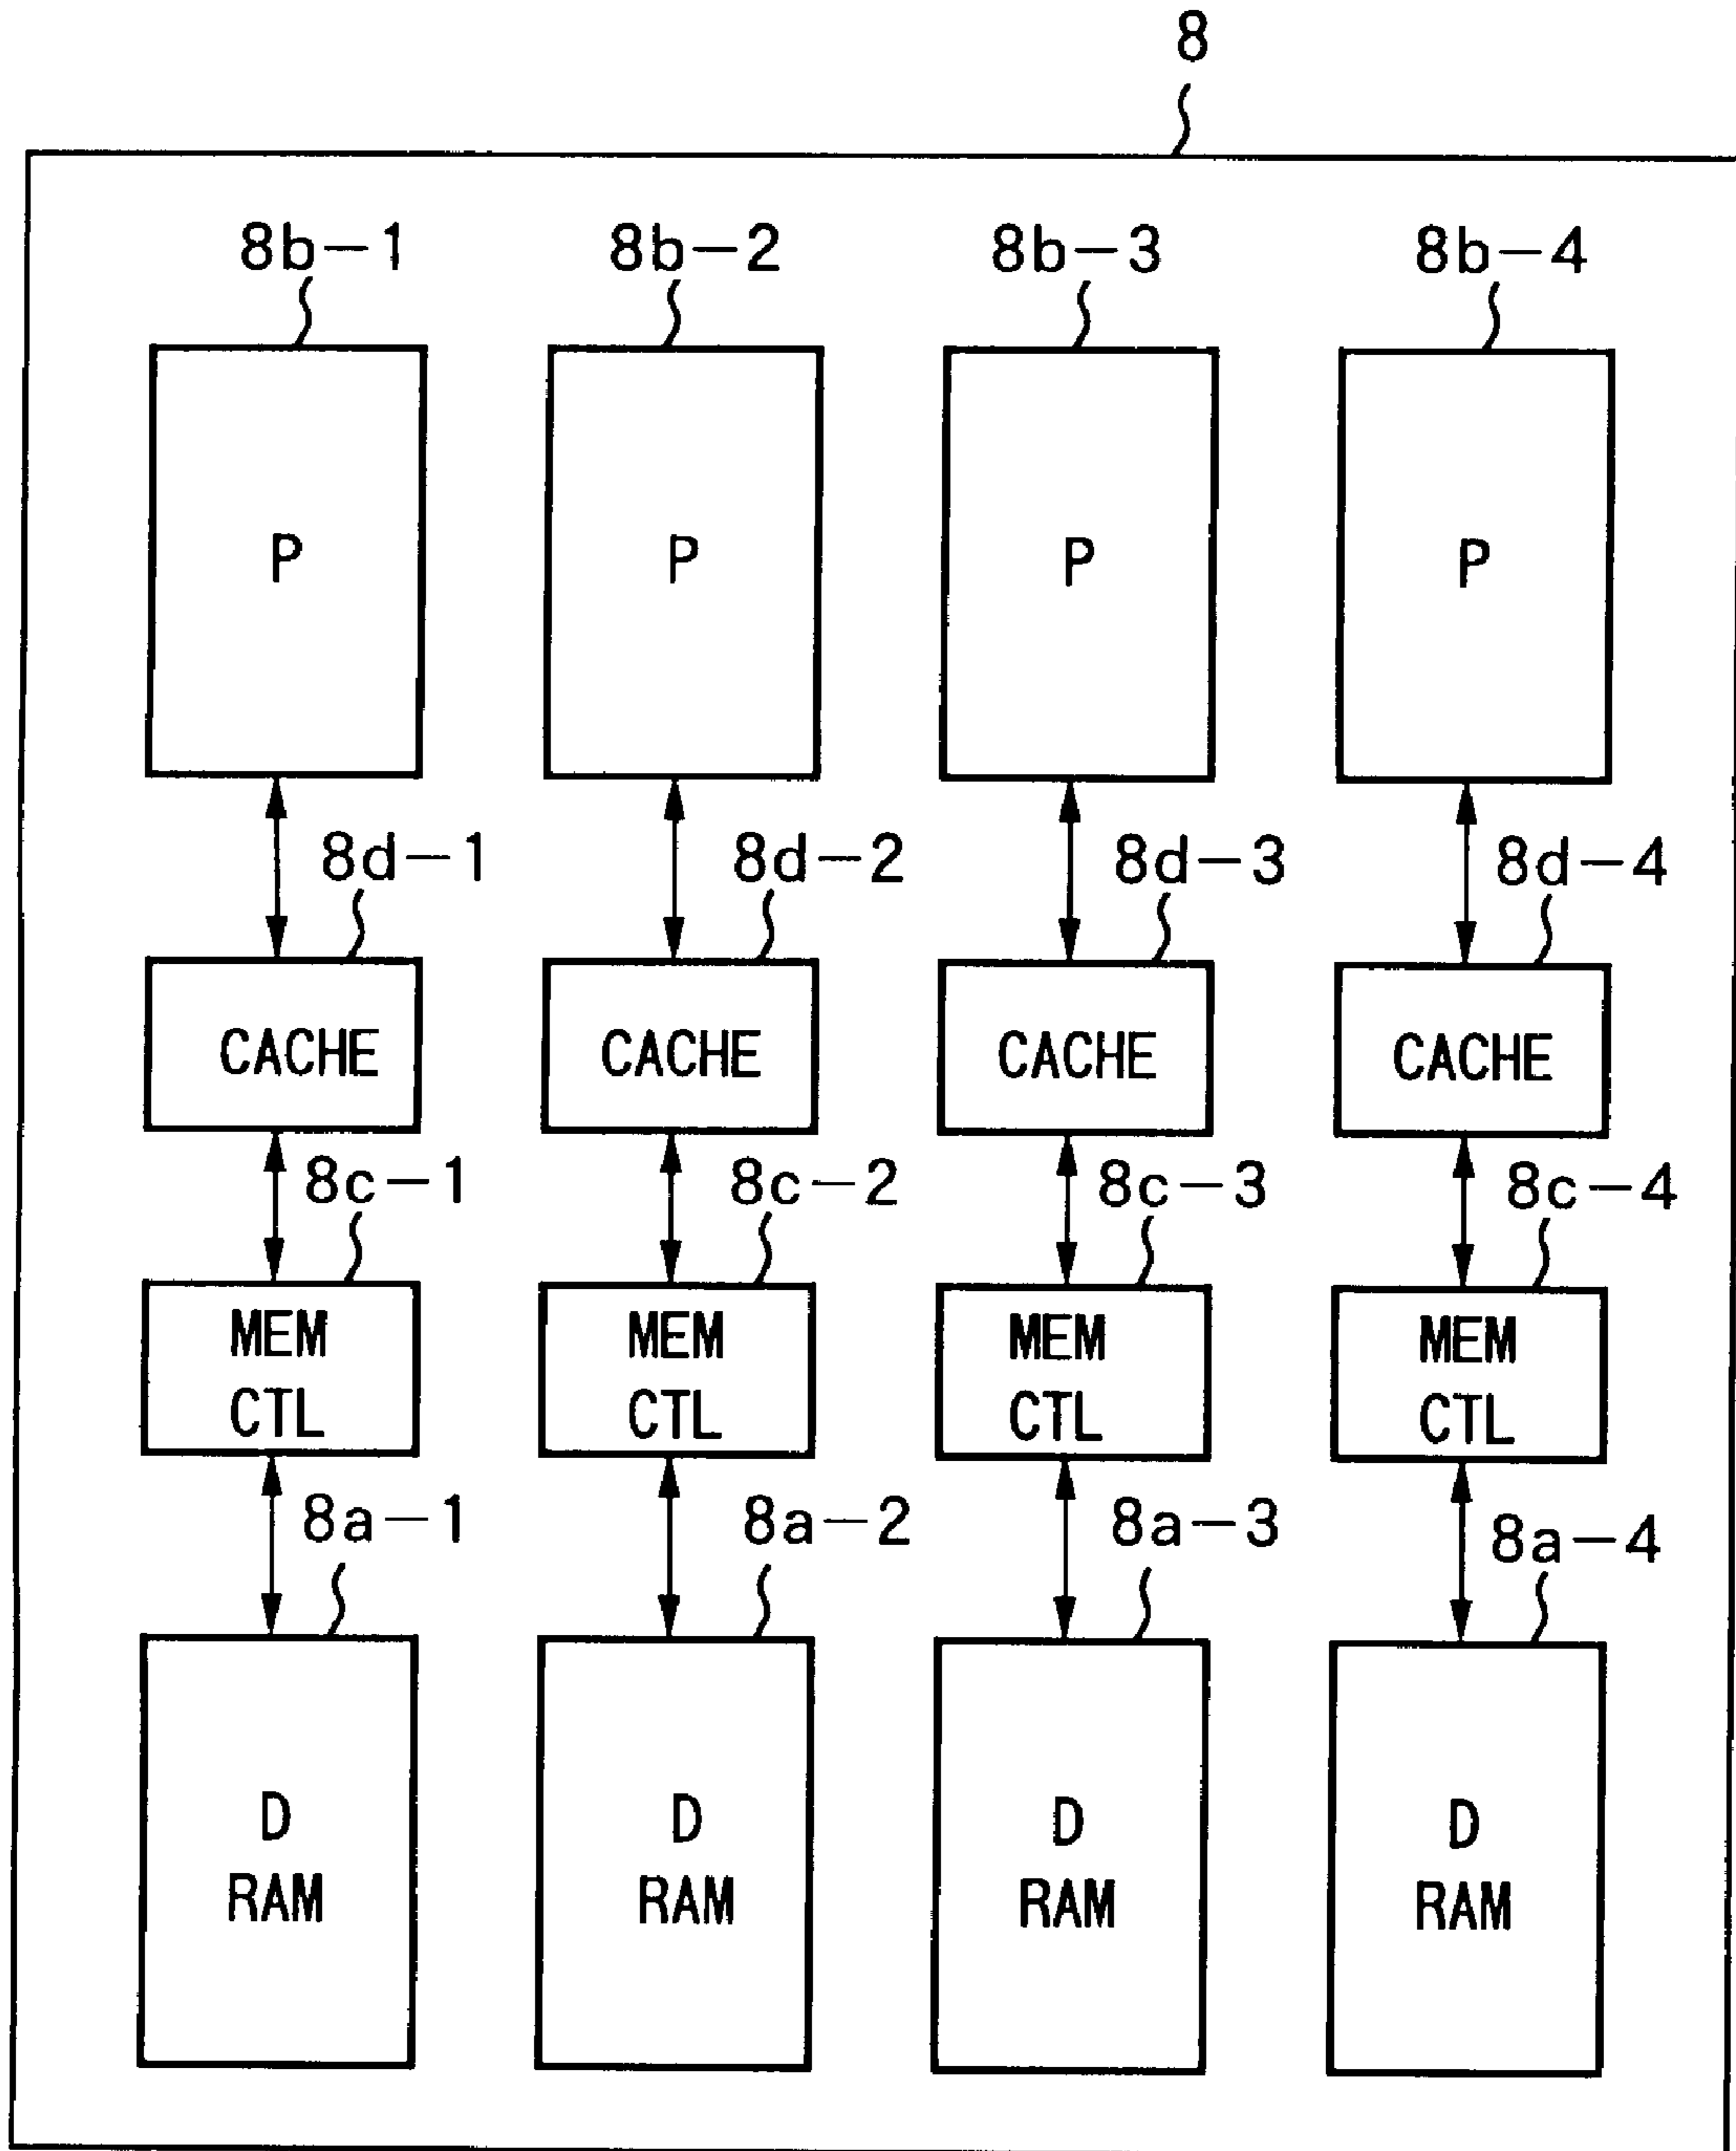 8
8b-1 8b-2 8b-3 8b-4
P P P P
8d-1 8d-2 8d-3 8d-4
CACHE CACHE CACHE CACHE
8c-1 8c-2 8c-3 8c-4
MEM MEM MEM MEM
CTL CTL CTL CTL
8a-1 8a-2 8a-3 8a-4
D D D D
RAM RAM RAM RAM